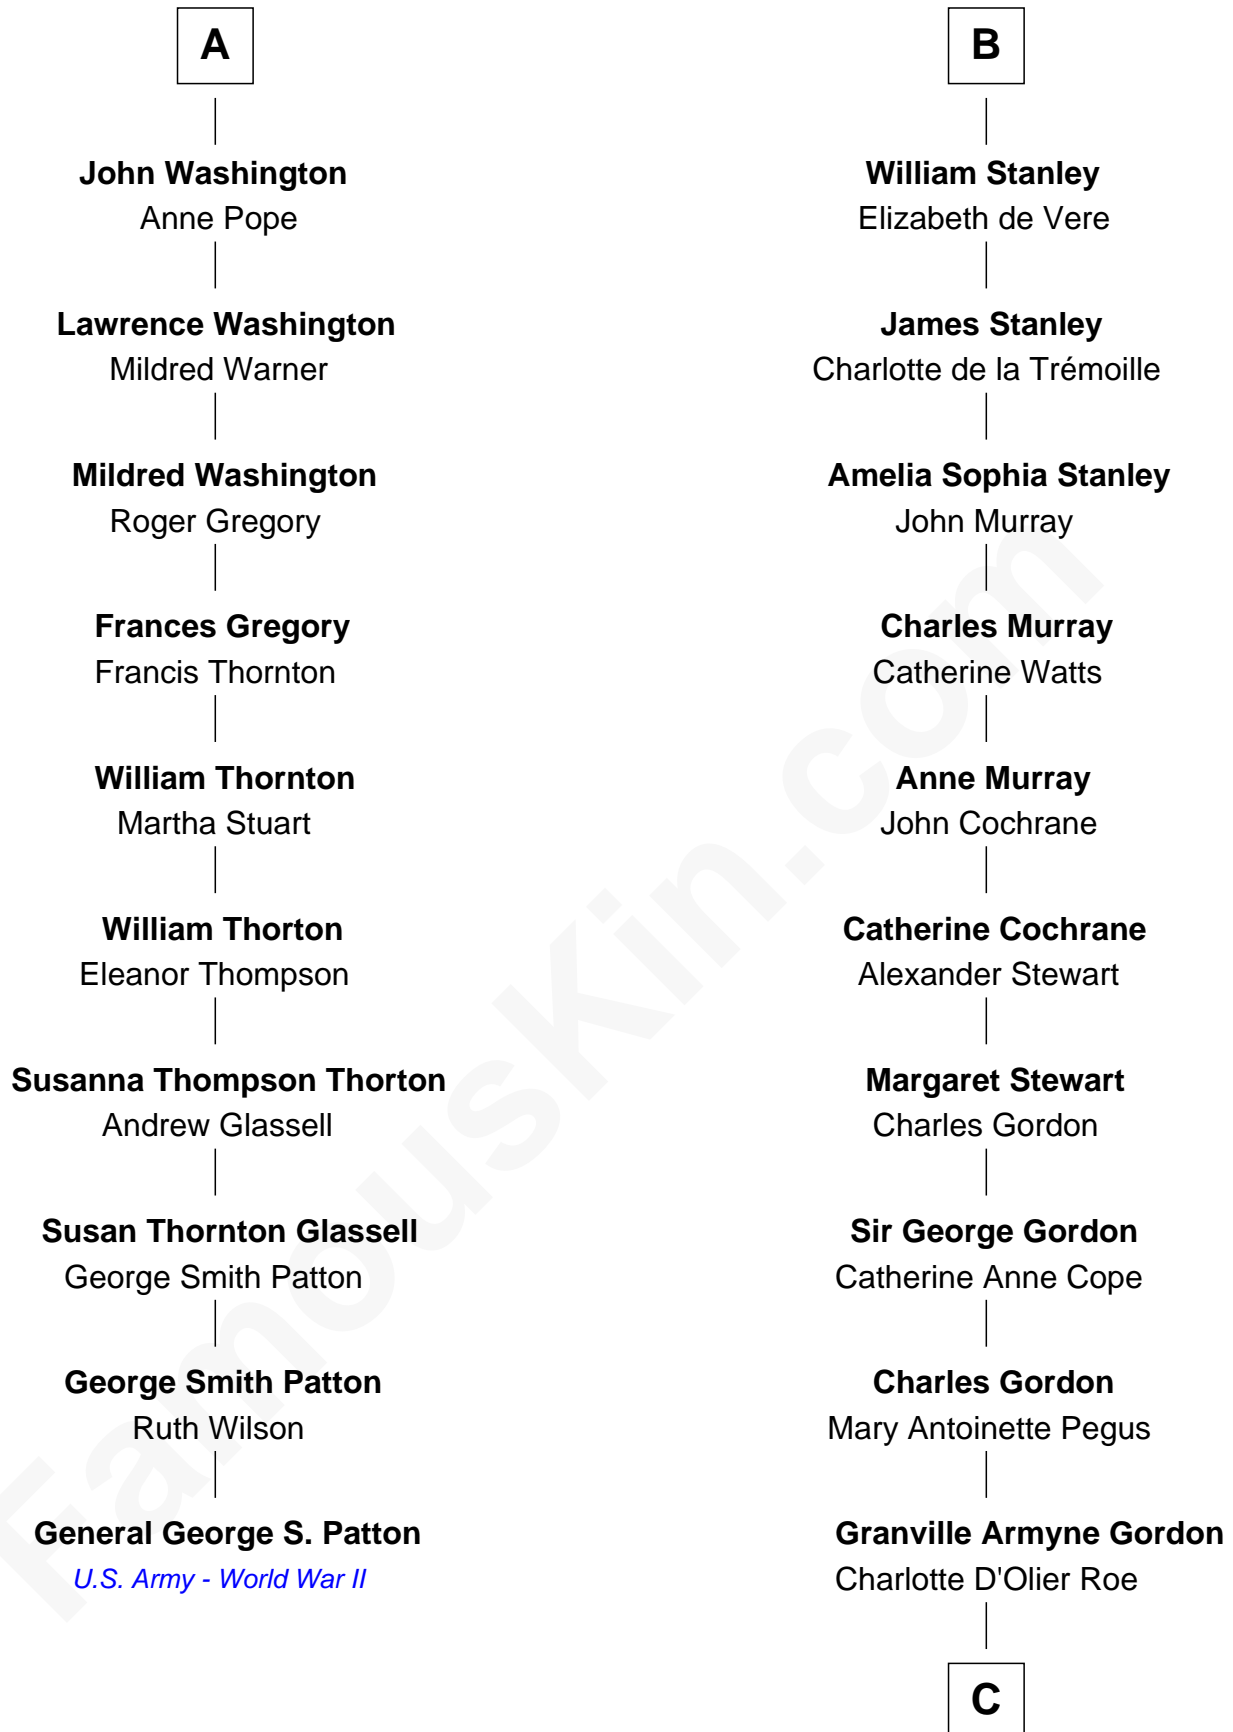 A
John Washington
Anne Pope
Lawrence Washington
Mildred Warner
Mildred Washington
Roger Gregory
Frances Gregory
Francis Thornton
William Thornton
Martha Stuart
William Thorton
Eleanor Thompson
Susanna Thompson Thorton
Andrew Glassell
Susan Thornton Glassell
George Smith Patton
George Smith Patton
Ruth Wilson
General George S. Patton
U.S. Army - World War II
B
William Stanley
Elizabeth de Vere
James Stanley
Charlotte de la Trémoille
Amelia Sophia Stanley
John Murray
Charles Murray
Catherine Watts
Anne Murray
John Cochrane
Catherine Cochrane
Alexander Stewart
Margaret Stewart
Charles Gordon
Sir George Gordon
Catherine Anne Cope
Charles Gordon
Mary Antoinette Pegus
Granville Armyne Gordon
Charlotte D'Olier Roe
C
FamousKin.com